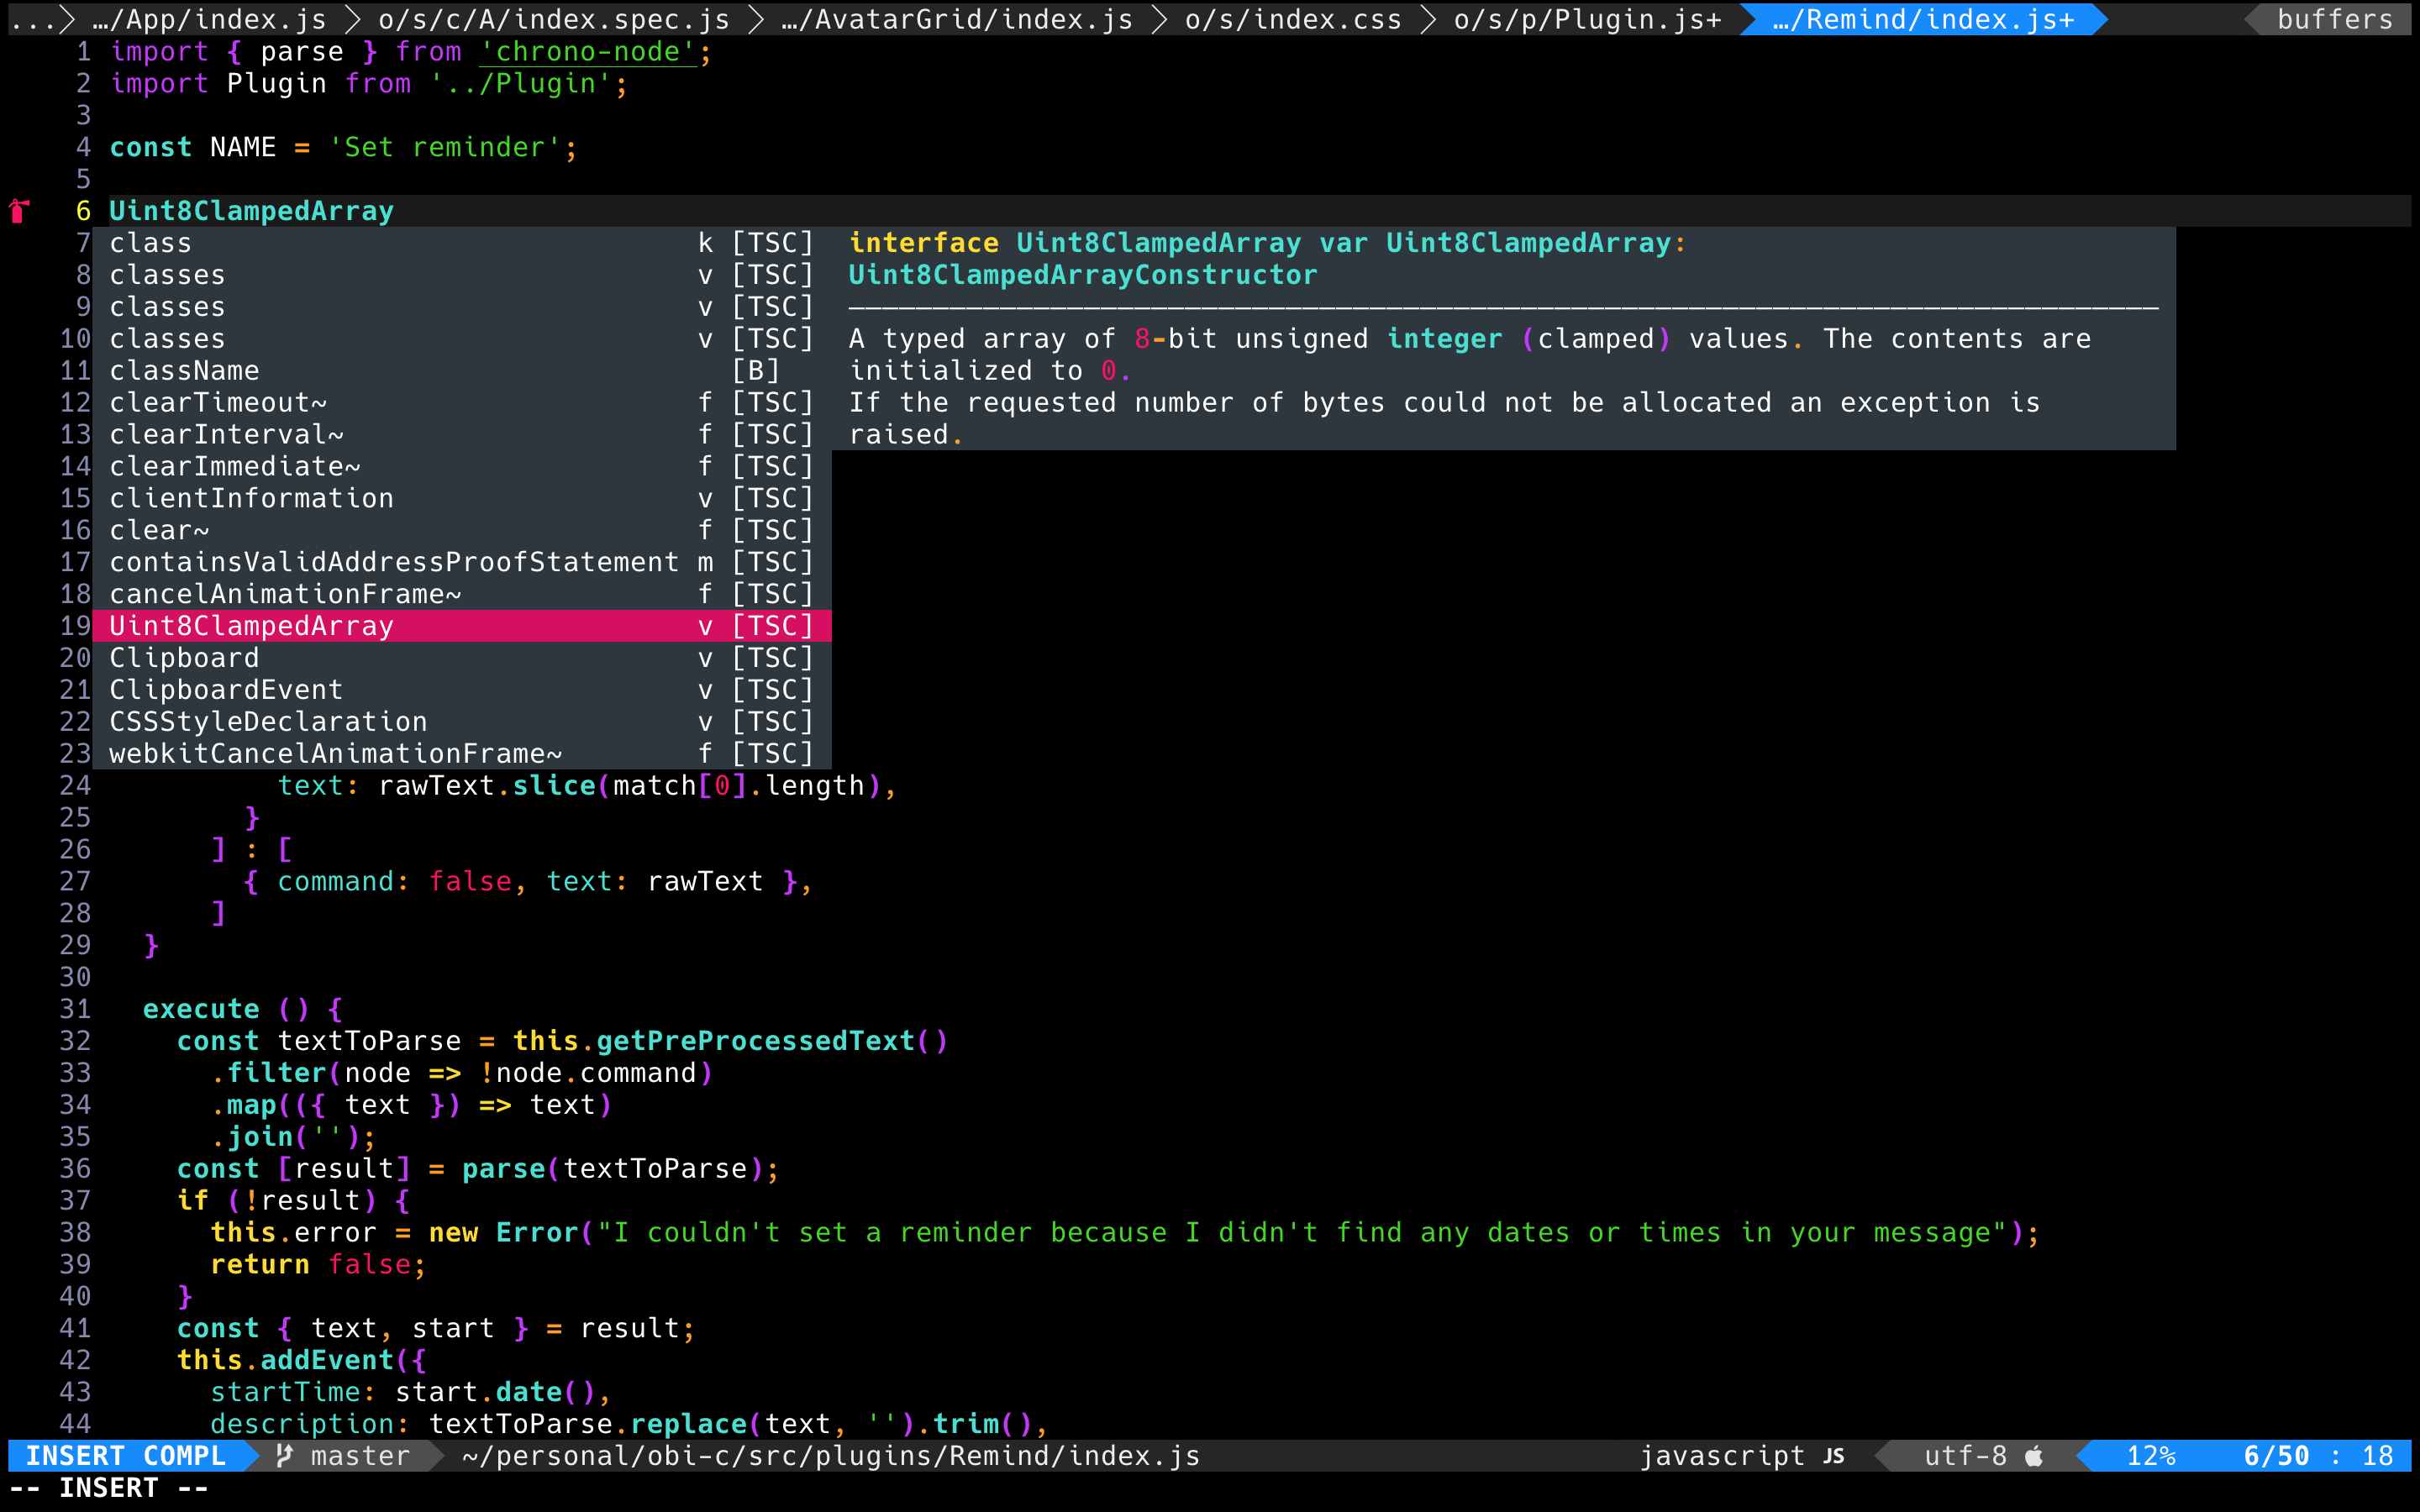 ...> …/App/index.js > o/s/c/A/index.spec.js > …/AvatarGrid/index.js > o/s/index.css > o/s/p/Plugin.js+ …/Remind/index.js+ buffers
1 import { parse } from 'chrono-node';
2 import Plugin from '../Plugin';
3
4 const NAME = 'Set reminder';
5
6 Uint8ClampedArray
7 class k [TSC] interface Uint8ClampedArray var Uint8ClampedArray:
8 classes v [TSC] Uint8ClampedArrayConstructor
9 classes v [TSC]
10 classes v [TSC] A typed array of 8-bit unsigned integer (clamped) values. The contents are
11 className [B] initialized to 0.
12 clearTimeout~ f [TSC] If the requested number of bytes could not be allocated an exception is
13 clearInterval~ f [TSC] raised.
14 clearImmediate~ f [TSC]
15 clientInformation v [TSC]
16 clear~ f [TSC]
17 containsValidAddressProofStatement m [TSC]
18 cancelAnimationFrame~ f [TSC]
19 Uint8ClampedArray v [TSC]
20 Clipboard v [TSC]
21 ClipboardEvent v [TSC]
22 CSSStyleDeclaration v [TSC]
23 webkitCancelAnimationFrame~ f [TSC]
24 text: rawText.slice(match[0].length),
25 }
26 ] : [
27 { command: false, text: rawText },
28 ]
29 }
30
31 execute () {
32 const textToParse = this.getPreProcessedText()
33 .filter(node => !node.command)
34 .map(({ text }) => text)
35 .join('');
36 const [result] = parse(textToParse);
37 if (!result) {
38 this.error = new Error("I couldn't set a reminder because I didn't find any dates or times in your message");
39 return false;
40 }
41 const { text, start } = result;
42 this.addEvent({
43 startTime: start.date(),
44 description: textToParse.replace(text, '').trim(),
INSERT COMPL master ~/personal/obi-c/src/plugins/Remind/index.js javascript JS utf-8 12% 6/50 : 18
-- INSERT --